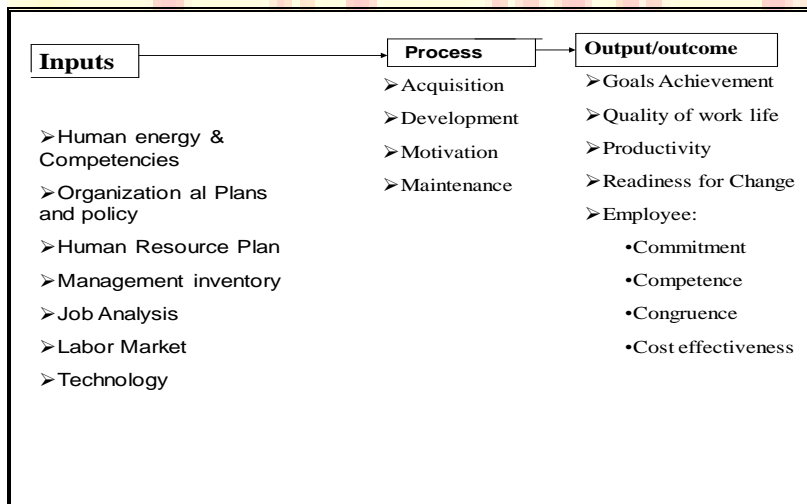 Inputs
➢Human energy &
Competencies
➢Organization al Plans
and policy
➢Human Resource Plan
➢Management inventory
➢Job Analysis
➢Labor Market
➢Technology
Process
➢Acquisition
➢Development
➢Motivation
➢Maintenance
Output/outcome
➢Goals Achievement
➢Quality of work life
➢Productivity
➢Readiness for Change
➢Employee:
•Commitment
•Competence
•Congruence
•Cost effectiveness